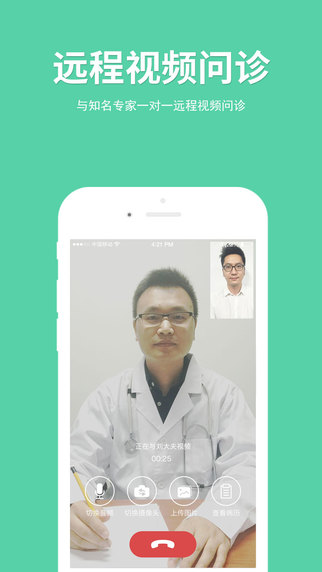 远程视频问诊
与知名专家一对一远程视频问诊
中国移动
4:21 PM
正在与刘大夫视频
00:25
切换音频
切换摄像头
上传图片
查看病历